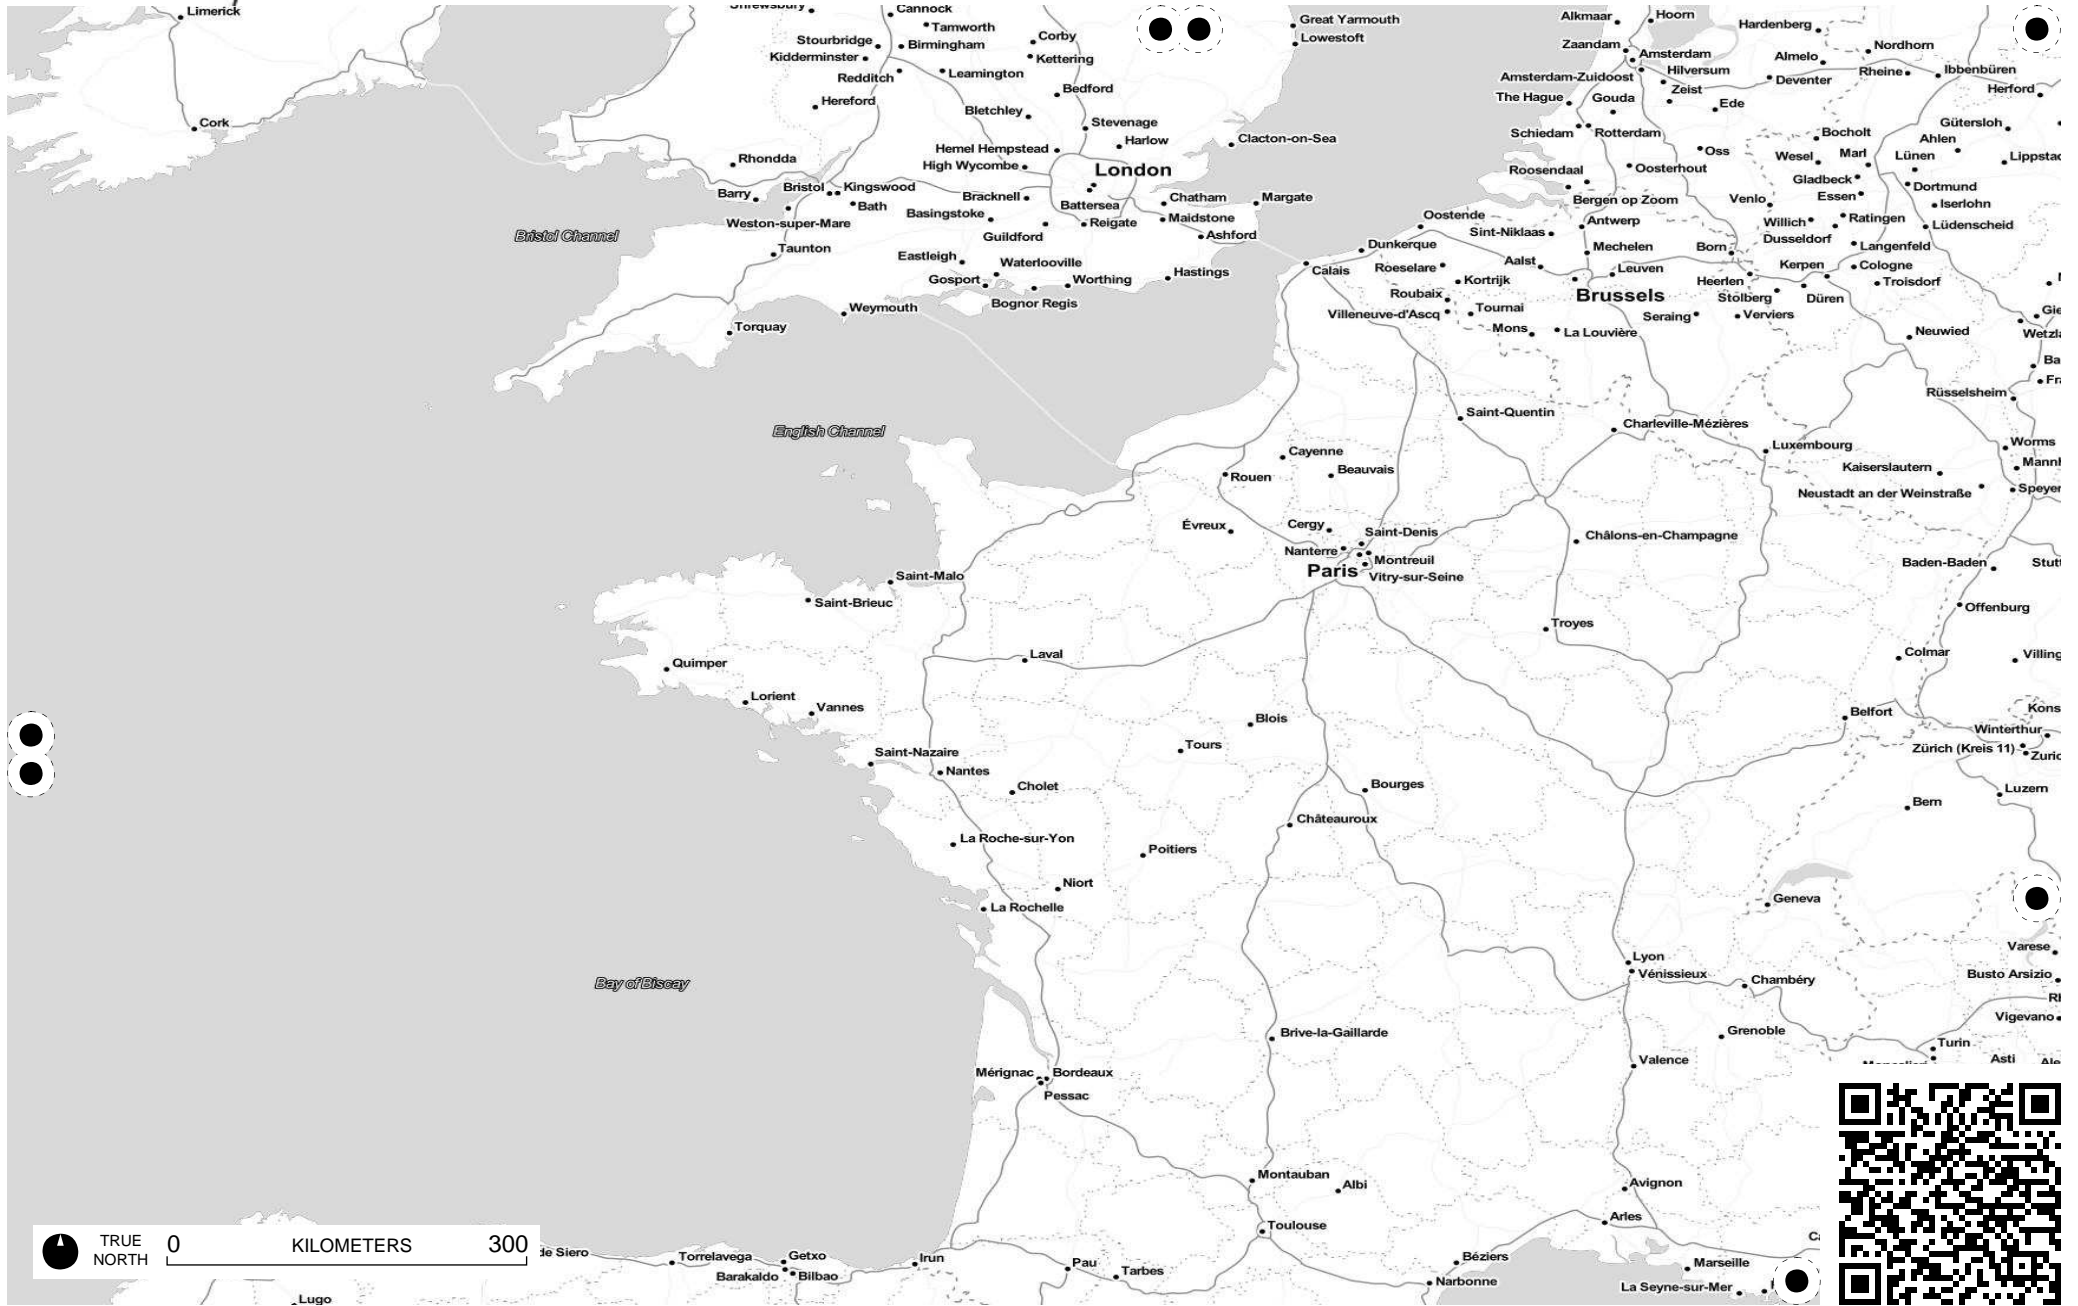 Limerick
Cannock
Great Yarmouth
Alkmaar
Hoorn
Hardenberg
Tamworth
Stourbridge
Birmingham
Corby
Lowestoft
Zaandam
Amsterdam
Nordhorn
Kidderminster
Kettering
Almelo
Redditch
Leamington
Amsterdam-Zuidoost
Hilversum
Deventer
Rheine
Ibbenbüren
Bedford
Zeist
Herford
Hereford
Bletchley
The Hague
Gouda
Ede
Cork
Stevenage
Gütersloh
Schiedam
Rotterdam
Bocholt
Ahlen
Clacton-on-Sea
Harlow
Hemel Hempstead
Oss
Wesel
Marl
Lünen
Rhondda
High Wycombe
London
Roosendaal
Oosterhout
Gladbeck
Dortmund
Barry
Bristol
Kingswood
Bracknell
Chatham
Margate
Bergen op Zoom
Venlo
Essen
Iserlohn
Bath
Battersea
Basingstoke
Oostende
Maidstone
Weston-super-Mare
Reigate
Antwerp
Willich
Ratingen
Lüdenscheid
Bristol Channel
Guildford
Ashford
Sint-Niklaas
Dusseldorf
Taunton
Dunkerque
Mechelen
Born
Langenfeld
Eastleigh
Waterlooville
Calais
Roeselare
Aalst
Leuven
Kerpen
Cologne
Gosport
Worthing
Hastings
Kortrijk
Heerlen
Troisdorf
Bognor Regis
Roubaix
Brussels
Stolberg
Düren
Weymouth
Villeneuve-d'Ascq
Tournai
Seraing
Verviers
Torquay
Mons
La Louvière
Neuwied
Rüsselsheim
Saint-Quentin
English Channel
Charleville-Mézières
Luxembourg
Worms
Cayenne
Beauvais
Rouen
Kaiserslautern
Neustadt an der Weinstraße
Speyer
Évreux
Cergy
Saint-Denis
Châlons-en-Champagne
Nanterre
Montreuil
Paris
Vitry-sur-Seine
Baden-Baden
Saint-Malo
Saint-Brieuc
Offenburg
Troyes
Quimper
Laval
Colmar
Lorient
Vannes
Blois
Belfort
Winterthur
Tours
Saint-Nazaire
Zürich (Kreis 11)
Nantes
Cholet
Bourges
Luzern
Bern
Châteauroux
La Roche-sur-Yon
Poitiers
Niort
La Rochelle
Geneva
Varese
Lyon
Vénissieux
Chambéry
Busto Arsizio
Bay of Biscay
Vigevano
Brive-la-Gaillarde
Grenoble
Turin
Valence
Asti
Mérignac
Bordeaux
Pessac
Montauban
Albi
Avignon
Arles
Toulouse
TRUE
NORTH
0
KILOMETERS
300
de Siero
Torrelavega
Getxo
Irun
Barakaldo
Bilbao
Pau
Tarbes
Béziers
Narbonne
Marseille
La Seyne-sur-Mer
Lugo